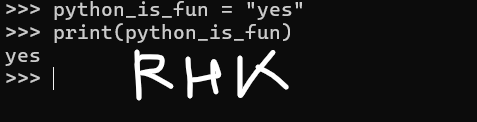 >>> python_is_fun = "yes"
>>> print(python_is_fun)
yes
>>>
RHK